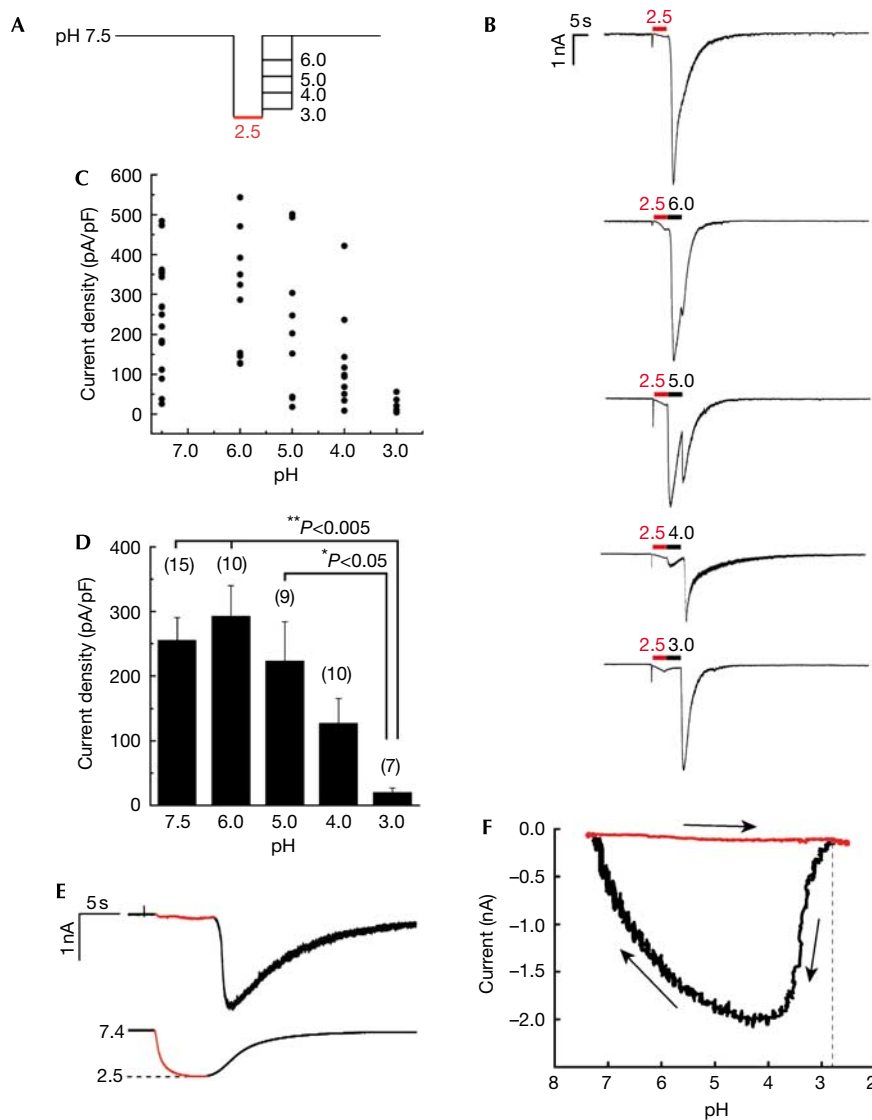 A
pH 7.5
6.0
5.0
4.0
3.0
2.5
B
5 s
1 nA
2.5
2.5 6.0
2.5 5.0
2.5 4.0
2.5 3.0
C
Current density (pA/pF)
600
500
400
300
200
100
0
7.0 6.0 5.0 4.0 3.0
pH
D
**P<0.005
*P<0.05
Current density (pA/pF)
400
300
200
100
0
(15) (10) (9) (10) (7)
7.5 6.0 5.0 4.0 3.0
pH
E
5 s
1 nA
7.4
2.5
F
Current (nA)
0.0
−0.5
−1.0
−1.5
−2.0
8 7 6 5 4 3 2
pH